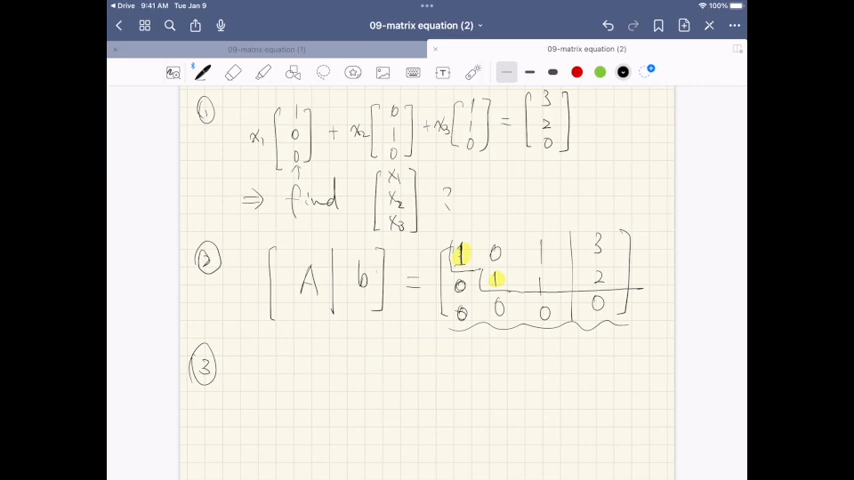 Drive 9:41 AM Tue Jan 9 100%
09-matrix equation (2)
09-matrix equation (1) 09-matrix equation (2)
① x₁ [1 0 0] + x₂ [0 1 0] + x₃ [1 1 0] = [3 2 0]
⇒ find [x₁ x₂ x₃] ?
② [ A | b ] = [1 0 1 | 3
0 1 1 | 2
0 0 0 | 0]
③